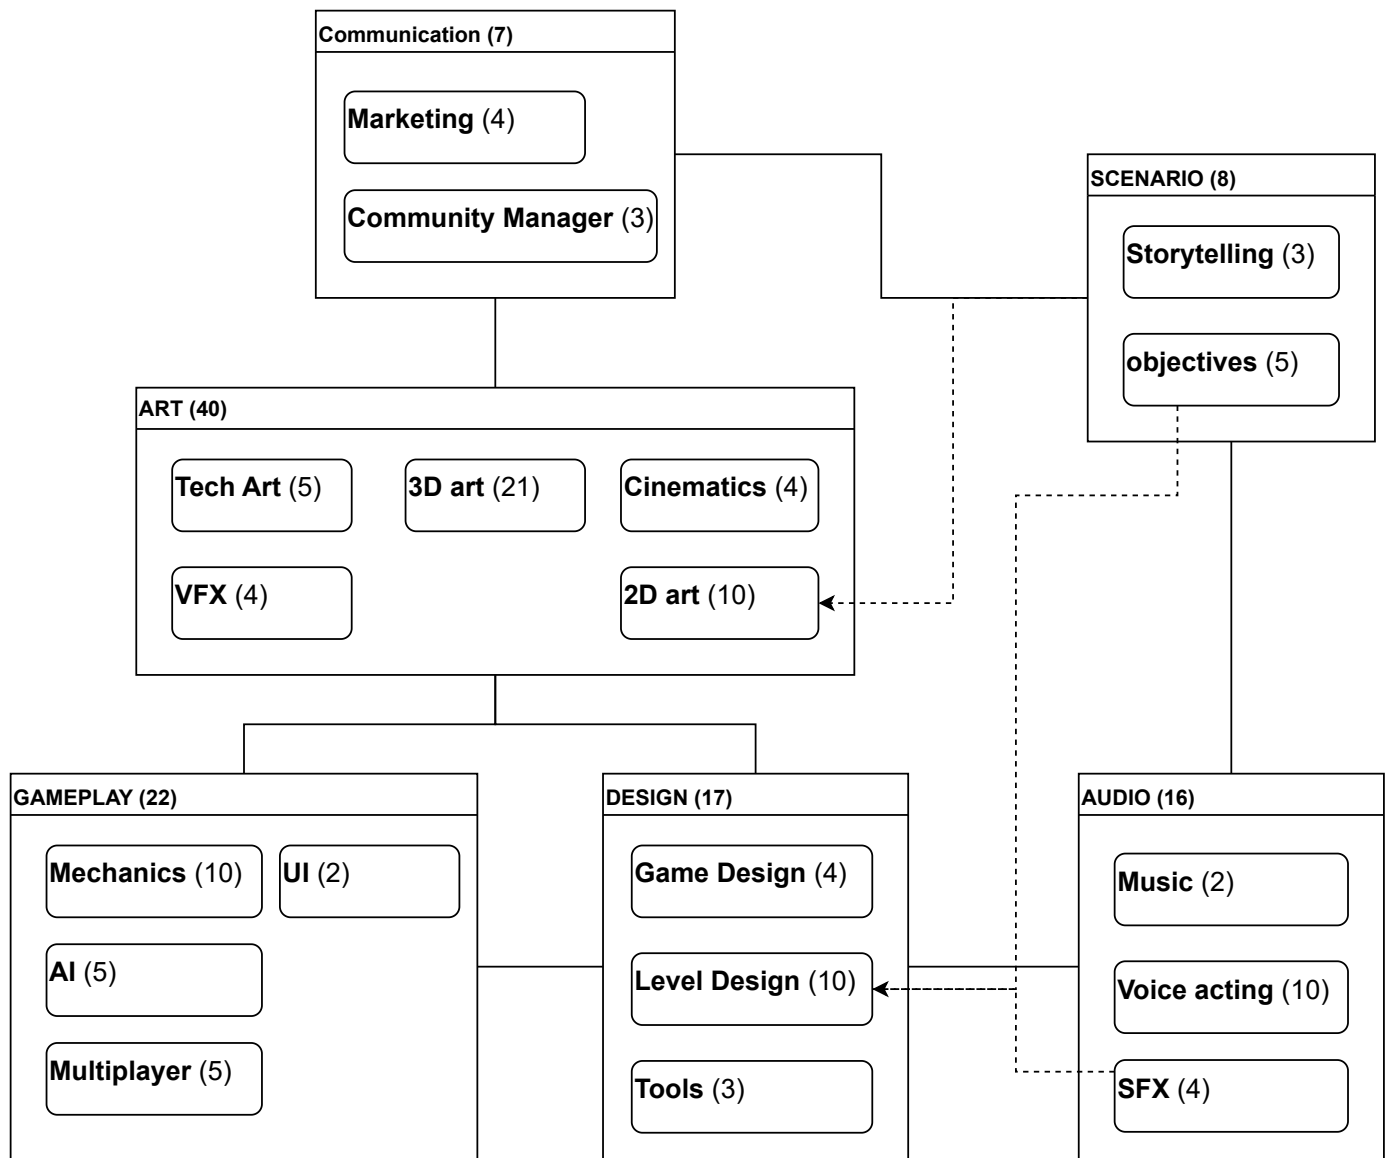 Communication (7)
Marketing (4)
Community Manager (3)
SCENARIO (8)
Storytelling (3)
objectives (5)
ART (40)
Tech Art (5)
3D art (21)
Cinematics (4)
VFX (4)
2D art (10)
GAMEPLAY (22)
Mechanics (10)
UI (2)
AI (5)
Multiplayer (5)
DESIGN (17)
Game Design (4)
Level Design (10)
Tools (3)
AUDIO (16)
Music (2)
Voice acting (10)
SFX (4)